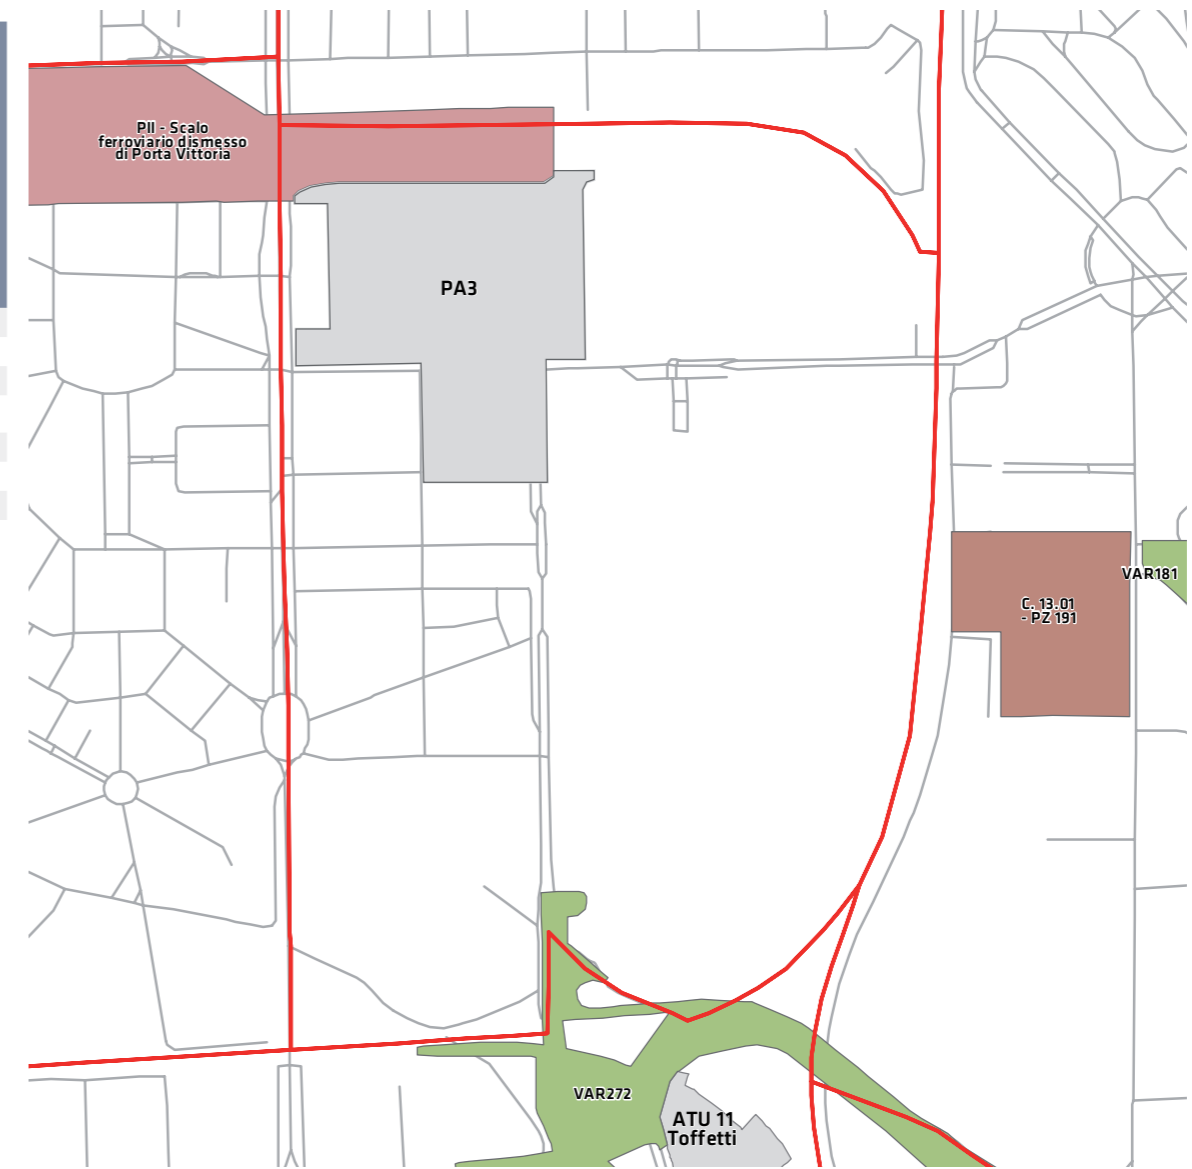 PII - Scalo
ferroviario dismesso
di Porta Vittoria
PA3
VAR181
C. 13.01
- PZ 191
VAR272
ATU 11
Toffetti